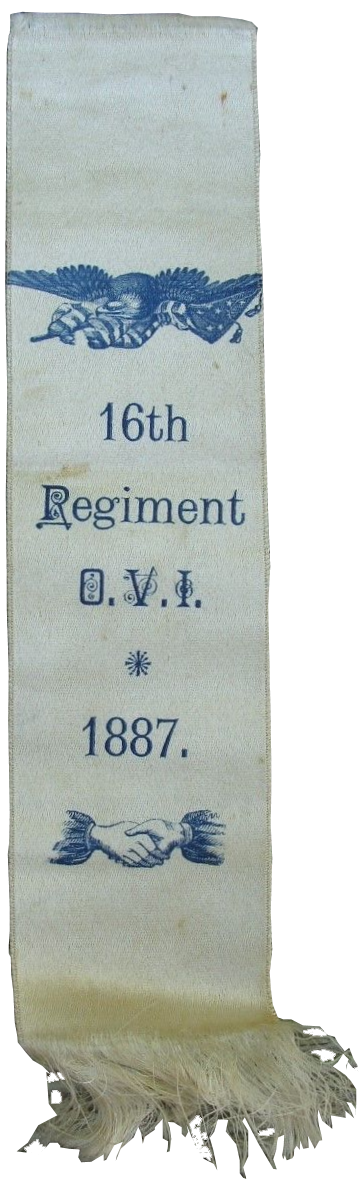 16th
Regiment
O.V.I.
*
1887.